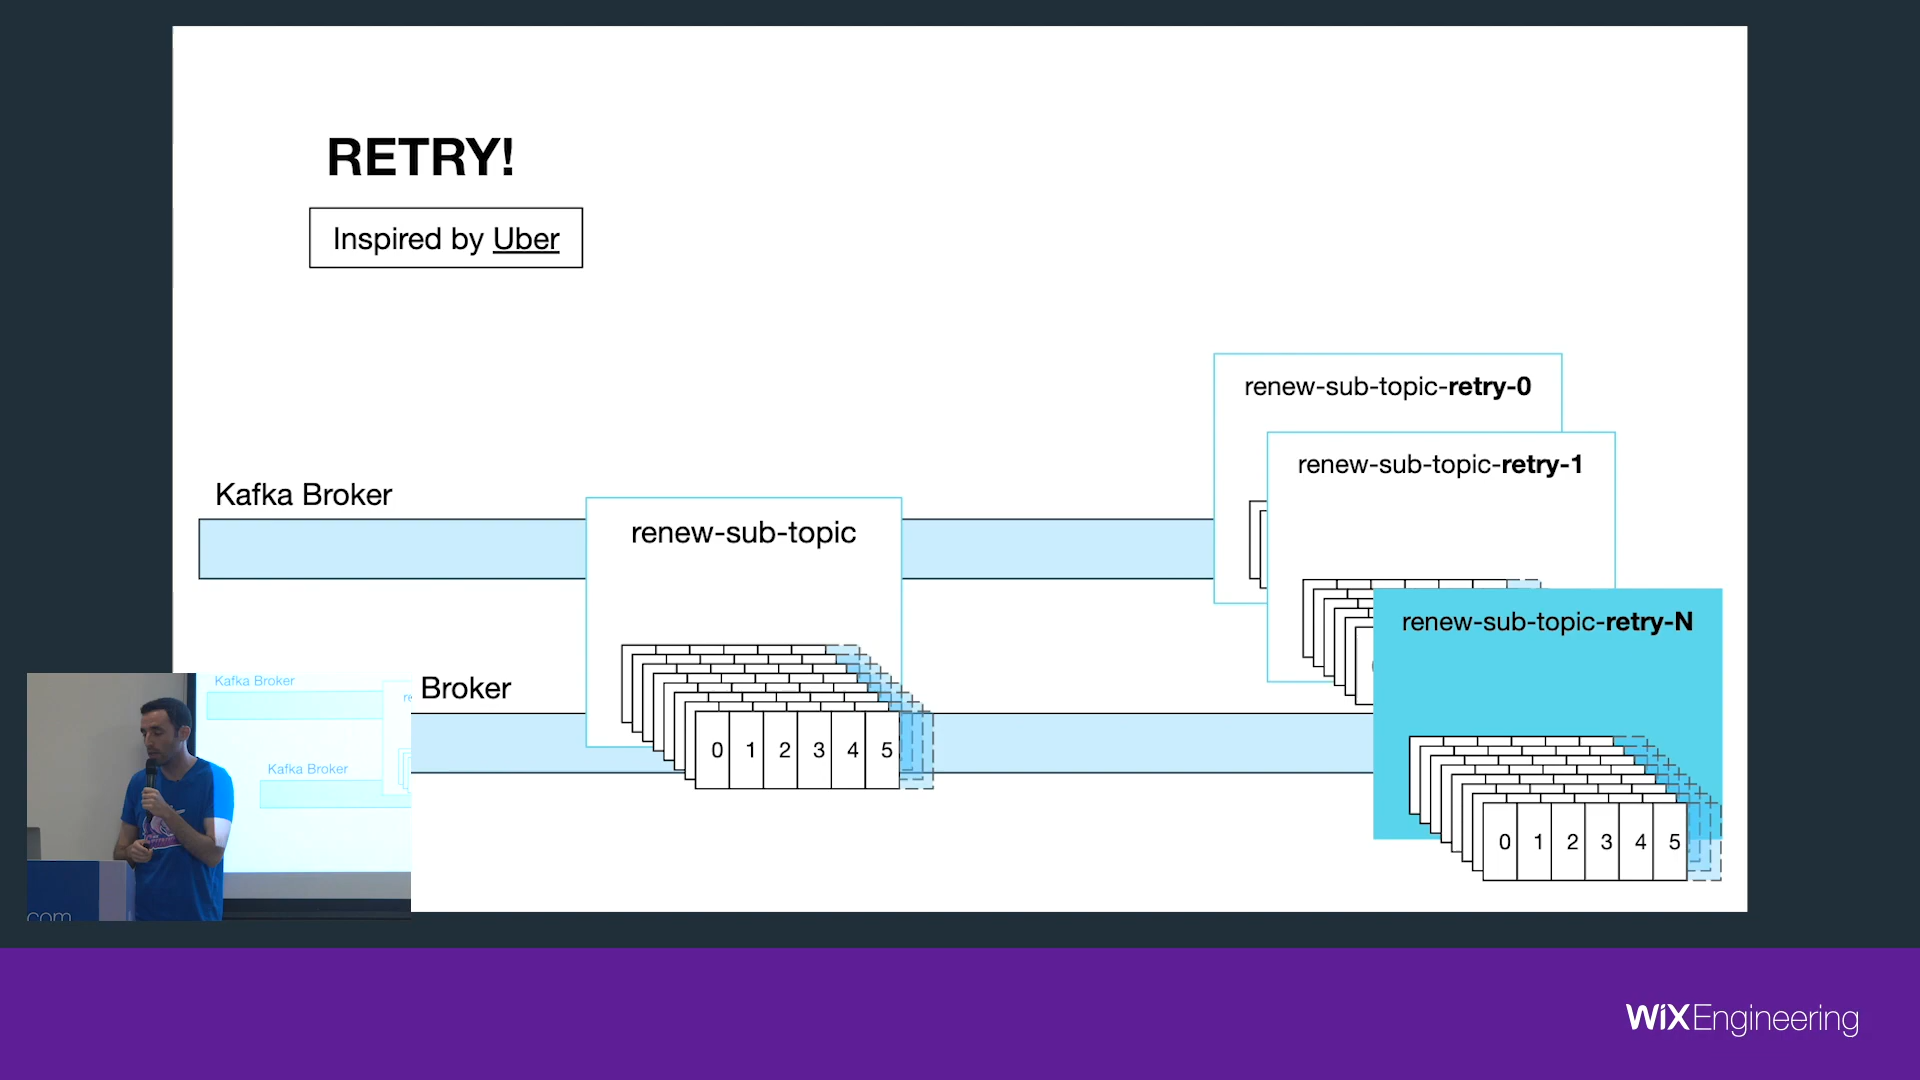 RETRY!
Inspired by Uber
renew-sub-topic-retry-0
renew-sub-topic-retry-1
Kafka Broker
renew-sub-topic
renew-sub-topic-retry-N
Broker
0 1 2 3 4 5
0 1 2 3 4 5
Kafka Broker
re
Kafka Broker
com
WiX Engineering